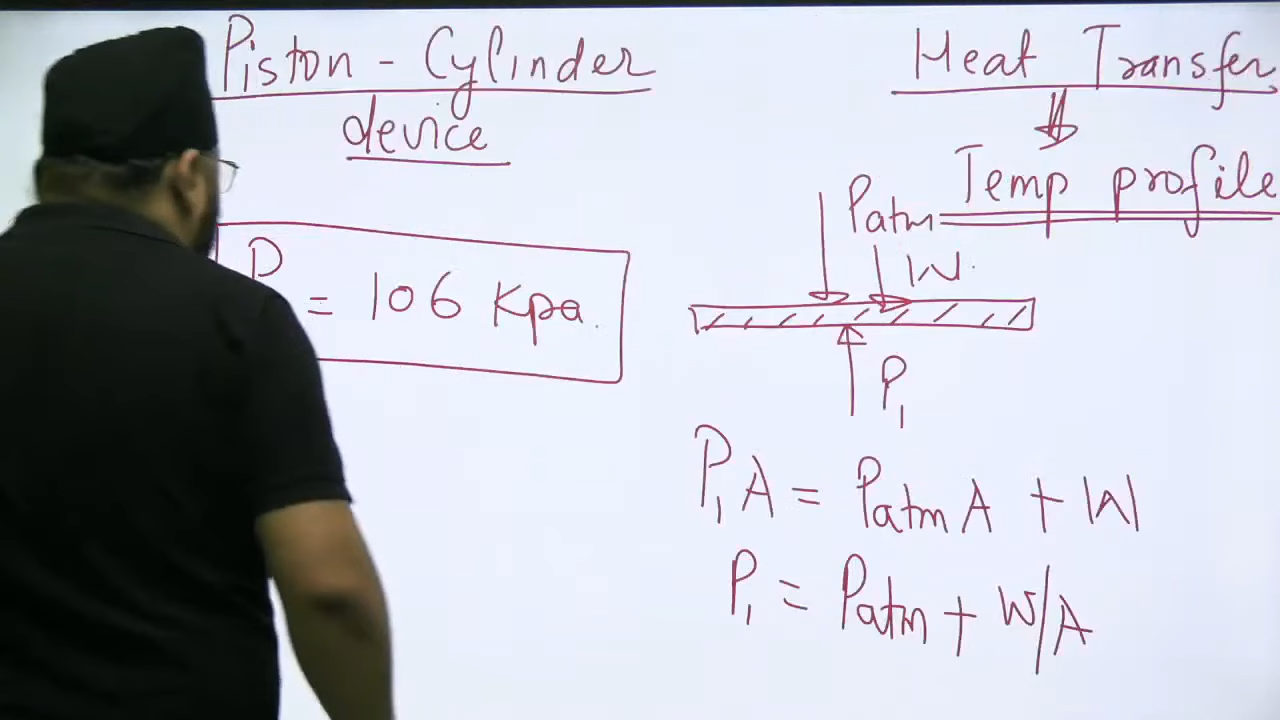 Piston - Cylinder
device
P = 106 Kpa.
Heat Transfer
Temp profile
Patm
W
P₁
P₁A = Patm A + W
P₁ = Patm + W/A